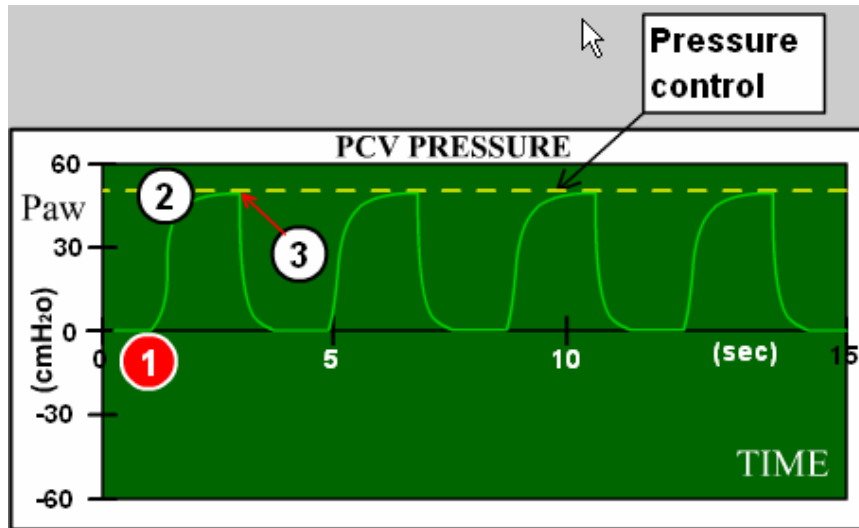 Pressure
control
PCV PRESSURE
60
2
Paw
30
3
(cmH2o)
0
0
1
5
10
(sec)
15
-30
TIME
-60